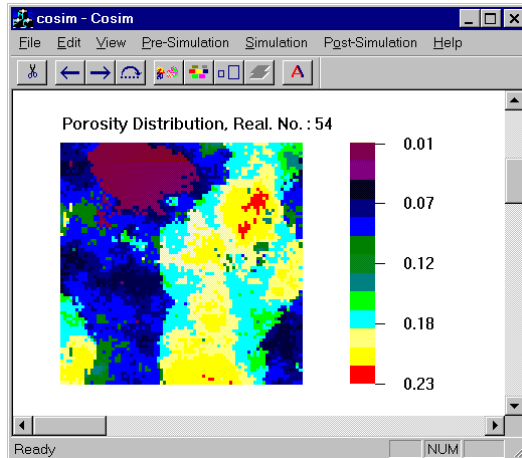 cosim - Cosim
File Edit View Pre-Simulation Simulation Post-Simulation Help
A
Porosity Distribution, Real. No. : 54
0.01
0.07
0.12
0.18
0.23
Ready NUM